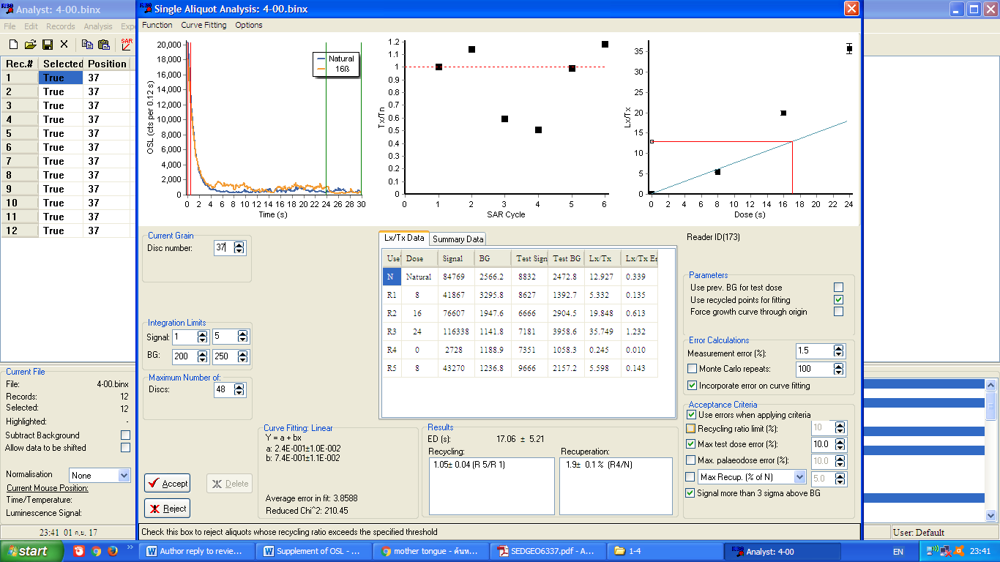 Analyst: 4-00.binx
Single Aliquot Analysis: 4-00.binx
File Edit Records Analysis
Function Curve Fitting Options
SAR
Rec.# Selected Position
1 True 37
2 True 37
3 True 37
4 True 37
5 True 37
6 True 37
7 True 37
8 True 37
9 True 37
10 True 37
11 True 37
12 True 37
OSL (cts per 0.12 s)
20,000
18,000
16,000
14,000
12,000
10,000
8,000
6,000
4,000
2,000
0
0 2 4 6 8 10 12 14 16 18 20 22 24 26 28 30
Time (s)
Natural
16ß
Tx/Tn
1.2
1.1
1
0.9
0.8
0.7
0.6
0.5
0.4
0.3
0.2
0.1
0
0 1 2 3 4 5 6
SAR Cycle
Lx/Tx
35
30
25
20
15
10
5
0
0 2 4 6 8 10 12 14 16 18 20 22 24
Dose (s)
Current Grain
Disc number: 37
Integration Limits
Signal: 1 5
BG: 200 250
Maximum Number of:
Discs: 48
Accept
Delete
Reject
Lx/Tx Data Summary Data
Dose Signal BG Test Sign Test BG Lx/Tx Lx/Tx Er
N Natural 84769 2566.2 8832 2472.8 12.927 0.339
R1 8 41867 3295.8 8627 1392.7 5.332 0.135
R2 16 76607 1947.6 6666 2904.5 19.848 0.613
R3 24 116338 1141.8 7181 3958.6 35.749 1.232
R4 0 2728 1188.9 7351 1058.3 0.245 0.010
R5 8 43270 1236.8 9666 2157.2 5.598 0.143
Curve Fitting: Linear
Y = a + bx
a: 2.4E-001±1.0E-002
b: 7.4E-001±1.1E-002
Average error in fit: 3.8588
Reduced Chi^2: 210.45
Results
ED (s): 17.06 ± 5.21
Recycling:
1.05± 0.04 (R 5/R 1)
Recuperation:
1.9± 0.1 % (R4/N)
Reader ID(173)
Parameters
Use prev. BG for test dose
Use recycled points for fitting
Force growth curve through origin
Error Calculations
Measurement error (%): 1.5
Monte Carlo repeats: 100
Incorporate error on curve fitting
Acceptance Criteria
Use errors when applying criteria
Recycling ratio limit (%): 10
Max test dose error (%): 10.0
Max. palaeodose error (%): 10.0
Max Recup. (% of N) 5.0
Signal more than 3 sigma above BG
Current File
File: 4-00.binx
Records: 12
Selected: 12
Highlighted: -
Subtract Background
Allow data to be shifted
Normalisation None
Current Mouse Position:
Time/Temperature:
Luminescence Signal:
23:41 01 ก.ย. 17
Check this box to reject aliquots whose recycling ratio exceeds the specified threshold
User: Default
start
Author reply to revie...
Supplement of OSL - ...
mother tongue - ค้นห...
SEDGEO6337.pdf - A...
1-4
Analyst: 4-00
EN
23:41